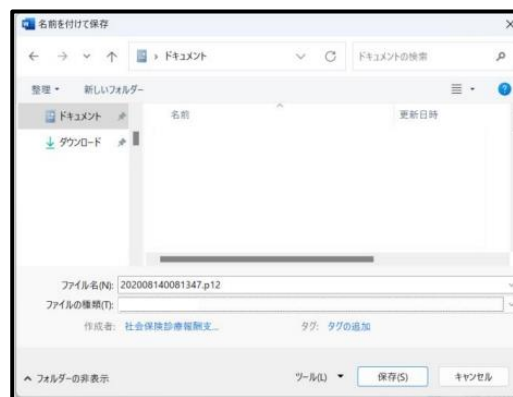 名前を付けて保存
ドキュメント
ドキュメントの検索
整理
新しいフォルダー
ドキュメント
名前
更新日時
ダウンロード
ファイル名(N): 202008140081347.p12
ファイルの種類(T):
作成者: 社会保険診療報酬支...
タグ: タグの追加
フォルダーの非表示
ツール(L)
保存(S)
キャンセル